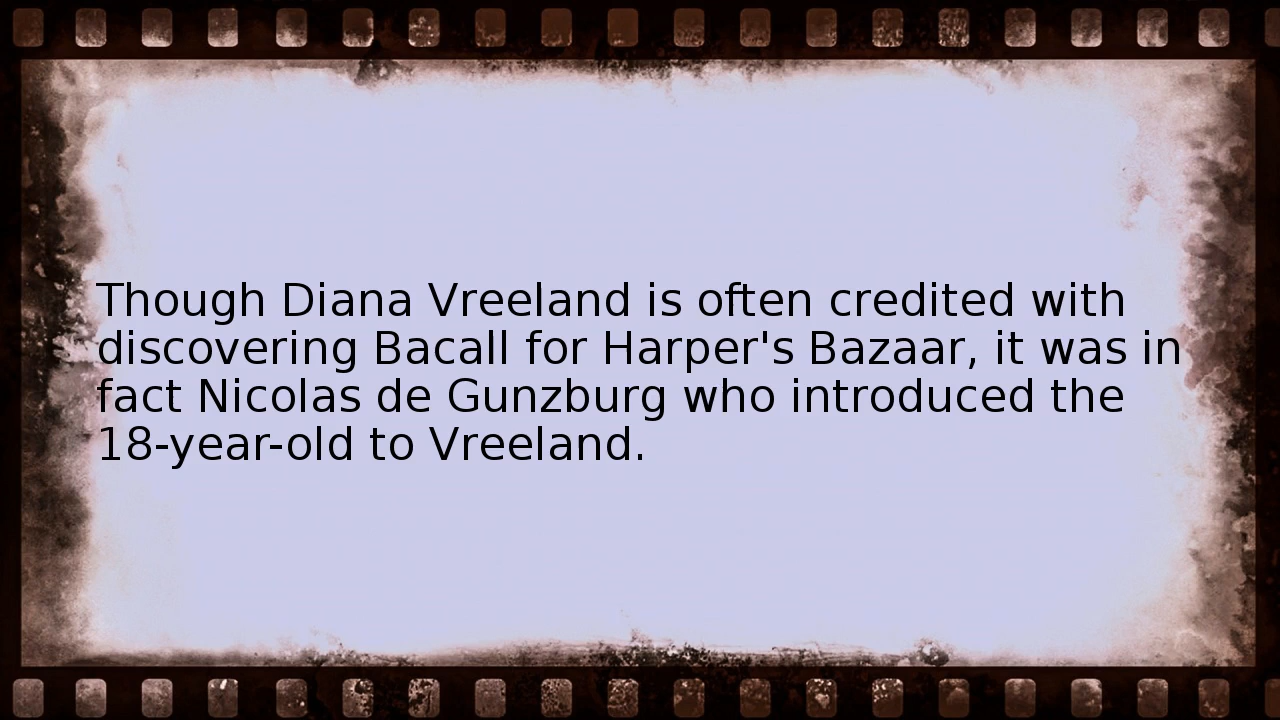 Though Diana Vreeland is often credited with
discovering Bacall for Harper's Bazaar, it was in
fact Nicolas de Gunzburg who introduced the
18-year-old to Vreeland.